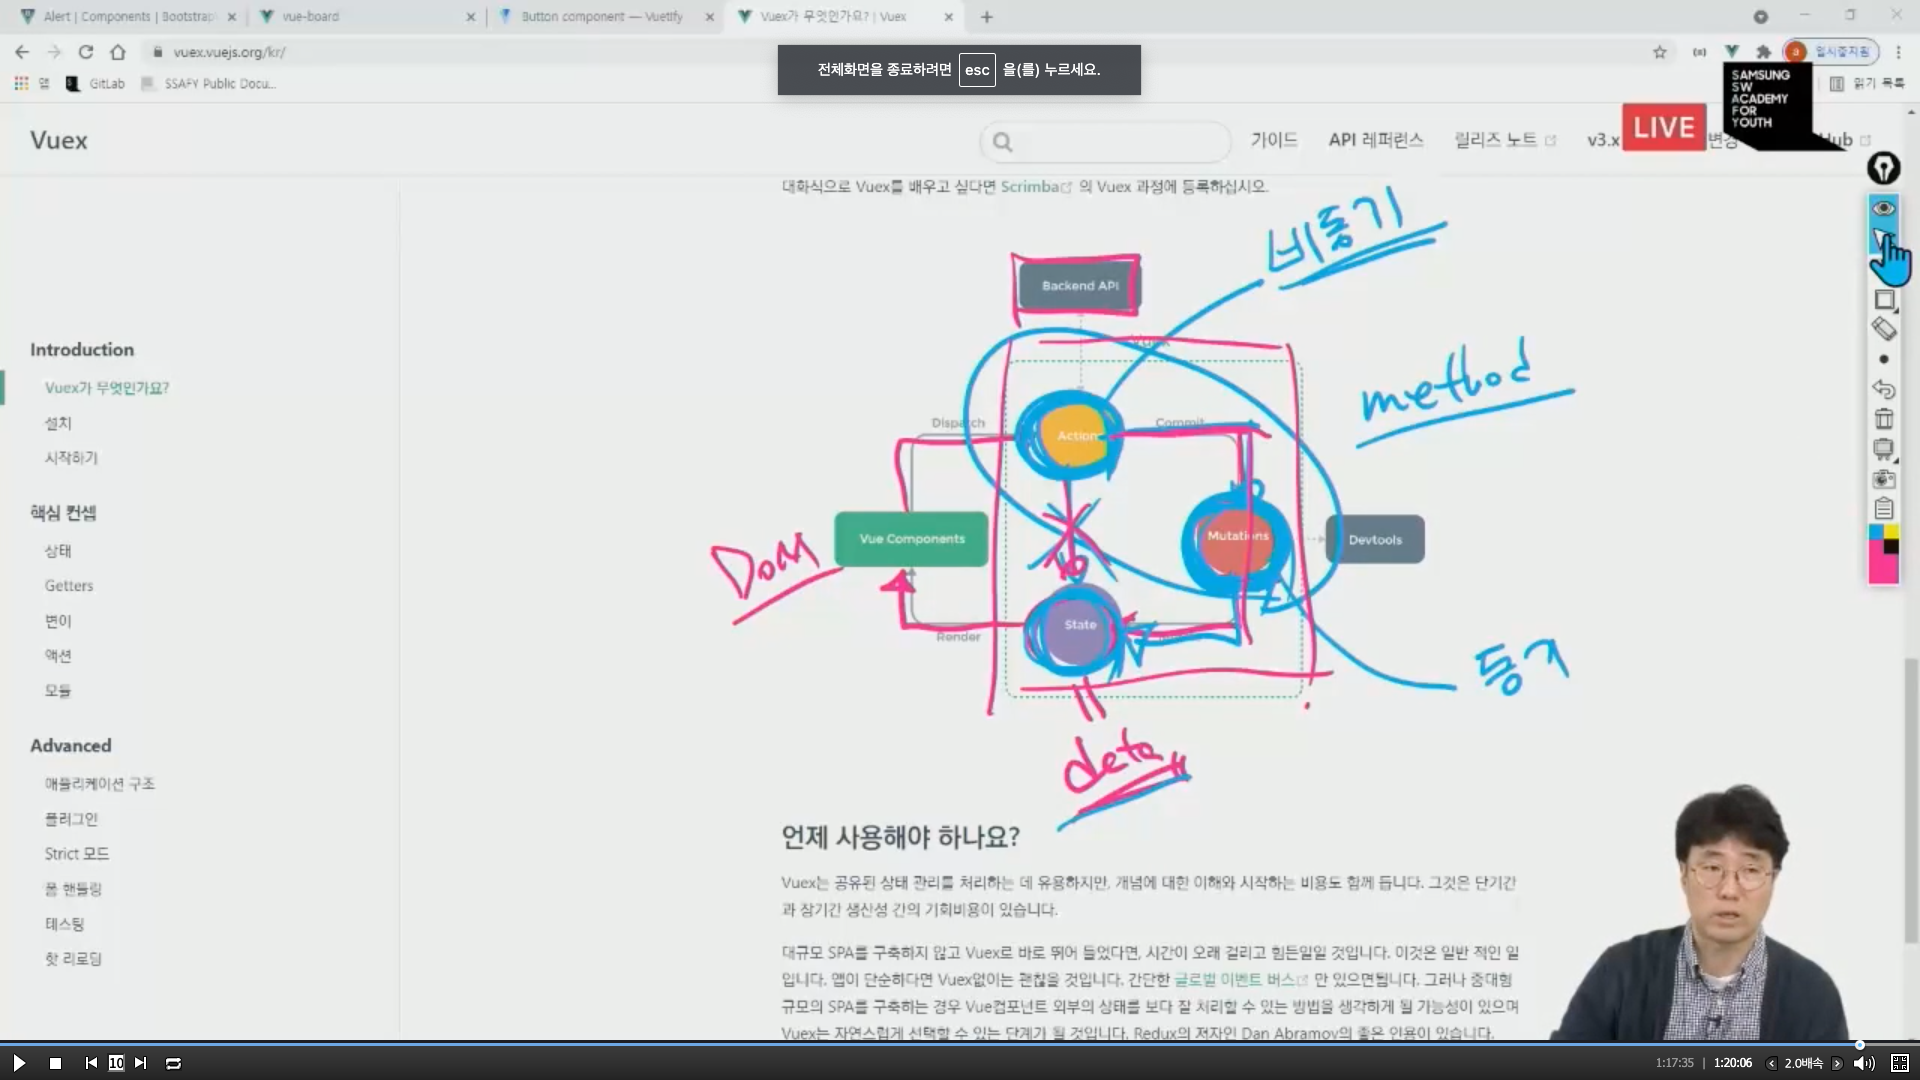 Alert | Components | Bootstrap
vue-board
Button component — Vuetify
Vuex가 무엇인가요? | Vuex
vuex.vuejs.org/kr/
일시중지됨
전체화면을 종료하려면 esc 을(를) 누르세요.
앱
GitLab
SSAFY Public Docu...
읽기 목록
SAMSUNG
SW
ACADEMY
FOR
YOUTH
LIVE
Vuex
가이드
API 레퍼런스
릴리즈 노트
v3.x
대화식으로 Vuex를 배우고 싶다면 Scrimba 의 Vuex 과정에 등록하십시오.
비동기
Backend API
Vuex
method
Dispatch
Action
Commit
Vue Components
Mutations
Devtools
DOM
State
Render
동기
data
Introduction
Vuex가 무엇인가요?
설치
시작하기
핵심 컨셉
상태
Getters
변이
액션
모듈
Advanced
애플리케이션 구조
플러그인
Strict 모드
폼 핸들링
테스팅
핫 리로딩
언제 사용해야 하나요?
Vuex는 공유된 상태 관리를 처리하는 데 유용하지만, 개념에 대한 이해와 시작하는 비용도 함께 듭니다. 그것은 단기간
과 장기간 생산성 간의 기회비용이 있습니다.
대규모 SPA를 구축하지 않고 Vuex로 바로 뛰어 들었다면, 시간이 오래 걸리고 힘든일일 것입니다. 이것은 일반 적인 일
입니다. 앱이 단순하다면 Vuex없이는 괜찮을 것입니다. 간단한 글로벌 이벤트 버스 만 있으면됩니다. 그러나 중대형
규모의 SPA를 구축하는 경우 Vue컴포넌트 외부의 상태를 보다 잘 처리할 수 있는 방법을 생각하게 될 가능성이 있으며
Vuex는 자연스럽게 선택할 수 있는 단계가 될 것입니다. Redux의 저자인 Dan Abramov의 좋은 인용이 있습니다.
10
1:17:35 | 1:20:06
2.0배속